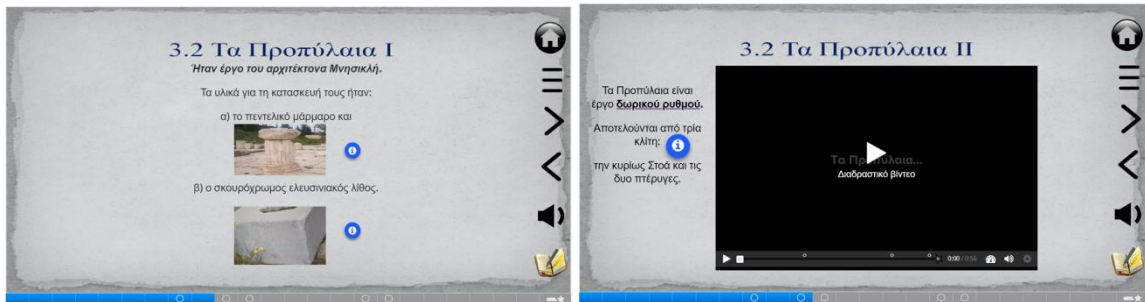 3.2 Τα Προπύλαια Ι
Ήταν έργο του αρχιτέκτονα Μνησικλή.
Τα υλικά για τη κατασκευή τους ήταν:
α) το πεντελικό μάρμαρο και
β) ο σκουρόχρωμος ελευσινιακός λίθος.
3.2 Τα Προπύλαια ΙΙ
Τα Προπύλαια είναι
έργο δωρικού ρυθμού.
Αποτελούνται από τρία
κλίτη:
την κυρίως Στοά και τις
δυο πτέρυγες.
Τα Προπύλαια...
Διαδραστικό βίντεο
0:00 / 0:56